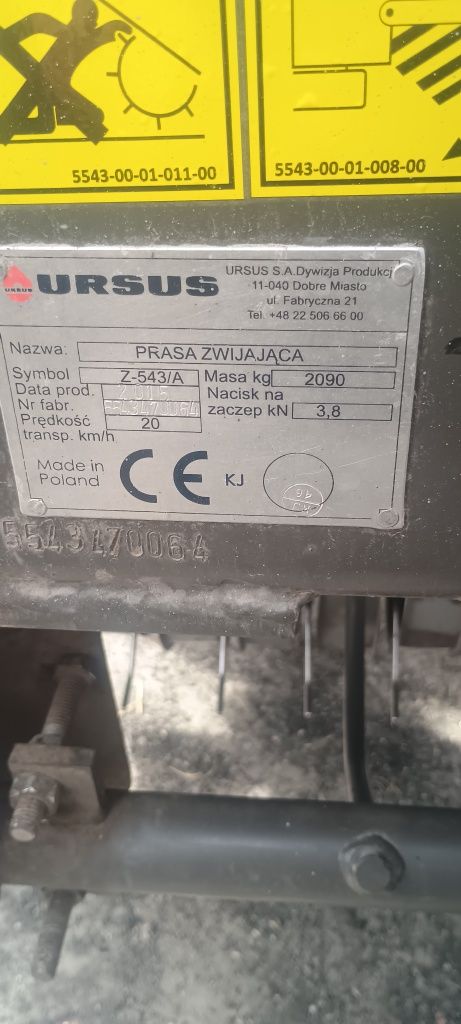 5543-00-01-011-00
5543-00-01-008-00
URSUS
URSUS S.A.Dywizja Produkcji
11-040 Dobre Miasto
ul. Fabryczna 21
Tel. +48 22 506 66 00
Nazwa: PRASA ZWIJAJĄCA
Symbol Z-543/A Masa kg 2090
Data prod. 2015 Nacisk na
Nr fabr. 5543470064 zaczep kN 3,8
Prędkość 20
transp. km/h
Made in
Poland
CE KJ
5543470064